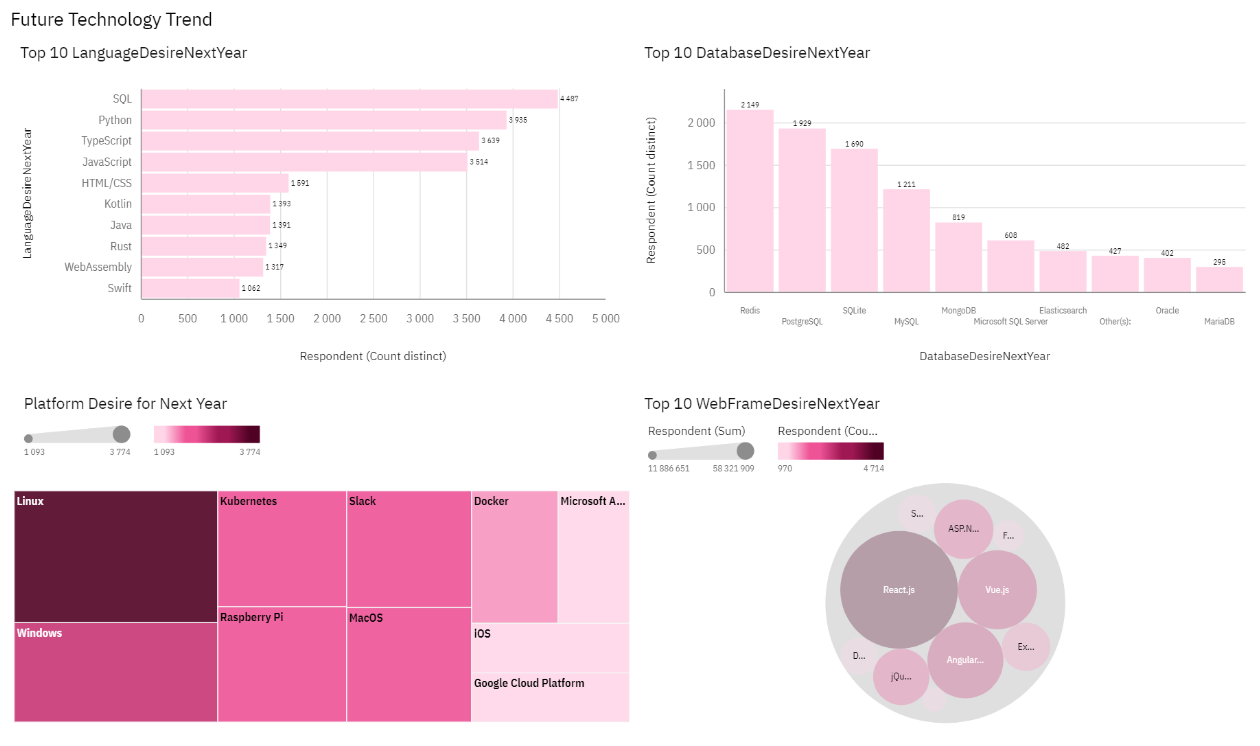 Future Technology Trend
Top 10 LanguageDesireNextYear
LanguageDesireNextYear
SQL 4 487
Python 3 935
TypeScript 3 639
JavaScript 3 514
HTML/CSS 1 591
Kotlin 1 393
Java 1 391
Rust 1 349
WebAssembly 1 317
Swift 1 062
0 500 1 000 1 500 2 000 2 500 3 000 3 500 4 000 4 500 5 000
Respondent (Count distinct)
Top 10 DatabaseDesireNextYear
Respondent (Count distinct)
2 000
1 500
1 000
500
0
2 149 1 929 1 690 1 211 819 608 482 427 402 295
Redis PostgreSQL SQLite MySQL MongoDB Microsoft SQL Server Elasticsearch Other(s): Oracle MariaDB
DatabaseDesireNextYear
Platform Desire for Next Year
1 093 3 774
1 093 3 774
Linux
Windows
Kubernetes
Raspberry Pi
Slack
MacOS
Docker
Microsoft A...
iOS
Google Cloud Platform
Top 10 WebFrameDesireNextYear
Respondent (Sum)
11 886 651 58 321 909
Respondent (Cou...
970 4 714
S...
ASP.N...
F...
React.js
Vue.js
Ex...
D...
Angular...
jQu...